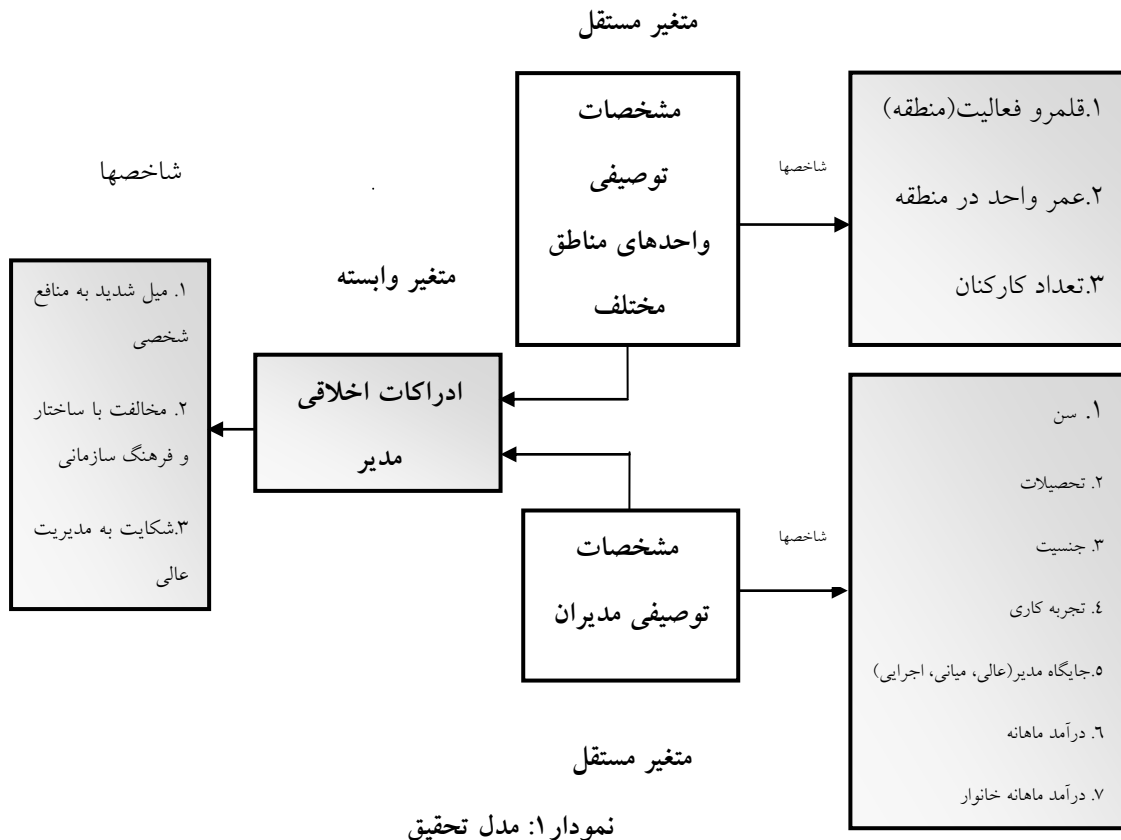 متغیر مستقل
مشخصات
توصیفی
واحدهای مناطق
مختلف
شاخصها
۱.قلمرو فعالیت(منطقه)
۲.عمر واحد در منطقه
۳.تعداد کارکنان
متغیر وابسته
ادراکات اخلاقی
مدیر
شاخصها
۱. میل شدید به منافع
شخصی
۲. مخالفت با ساختار
و فرهنگ سازمانی
۳.شکایت به مدیریت
عالی
مشخصات
توصیفی مدیران
شاخصها
۱. سن
۲. تحصیلات
۳. جنسیت
٤. تجربه کاری
٥.جایگاه مدیر(عالی، میانی، اجرایی)
٦. درآمد ماهانه
۷. درآمد ماهانه خانوار
متغیر مستقل
نمودار۱: مدل تحقیق